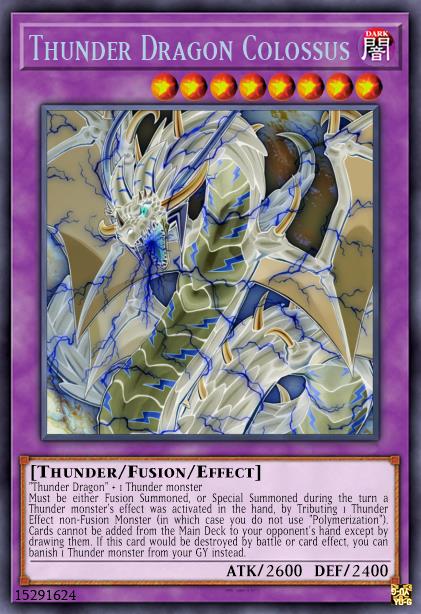 THUNDER DRAGON COLOSSUS
DARK
闇
[THUNDER/FUSION/EFFECT]
"Thunder Dragon" + 1 Thunder monster
Must be either Fusion Summoned, or Special Summoned during the turn a
Thunder monster's effect was activated in the hand, by Tributing 1 Thunder
Effect non-Fusion Monster (in which case you do not use "Polymerization").
Cards cannot be added from the Main Deck to your opponent's hand except by
drawing them. If this card would be destroyed by battle or card effect, you can
banish 1 Thunder monster from your GY instead.
ATK/2600 DEF/2400
15291624